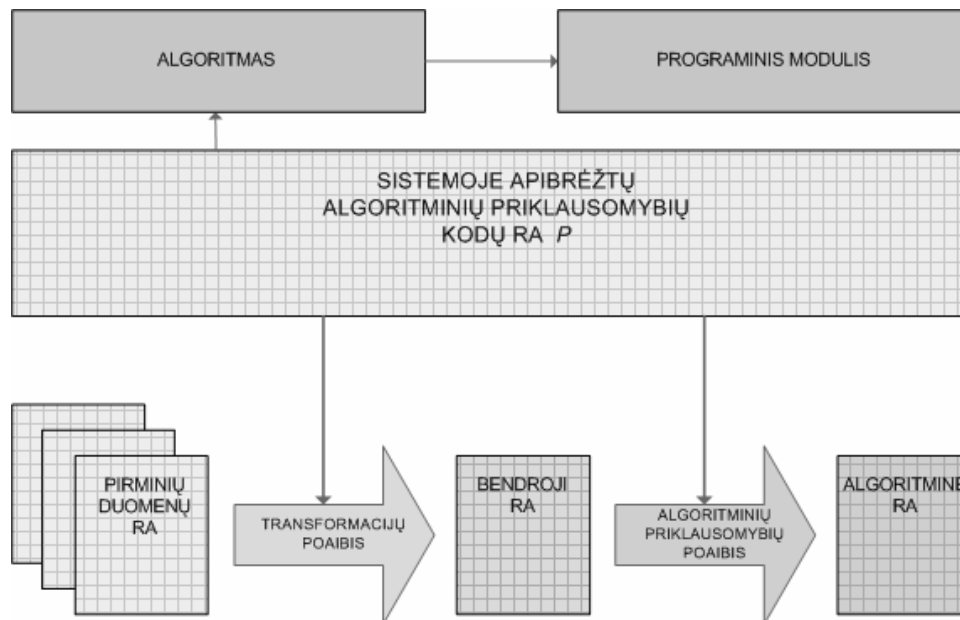 ALGORITMAS
PROGRAMINIS MODULIS
SISTEMOJE APIBRĖŽTŲ
ALGORITMINIŲ PRIKLAUSOMYBIŲ
KODŲ RA P
PIRMINIŲ
DUOMENŲ
RA
TRANSFORMACIJŲ
POAIBIS
BENDROJI
RA
ALGORITMINIŲ
PRIKLAUSOMYBIŲ
POAIBIS
ALGORITMINĖ
RA